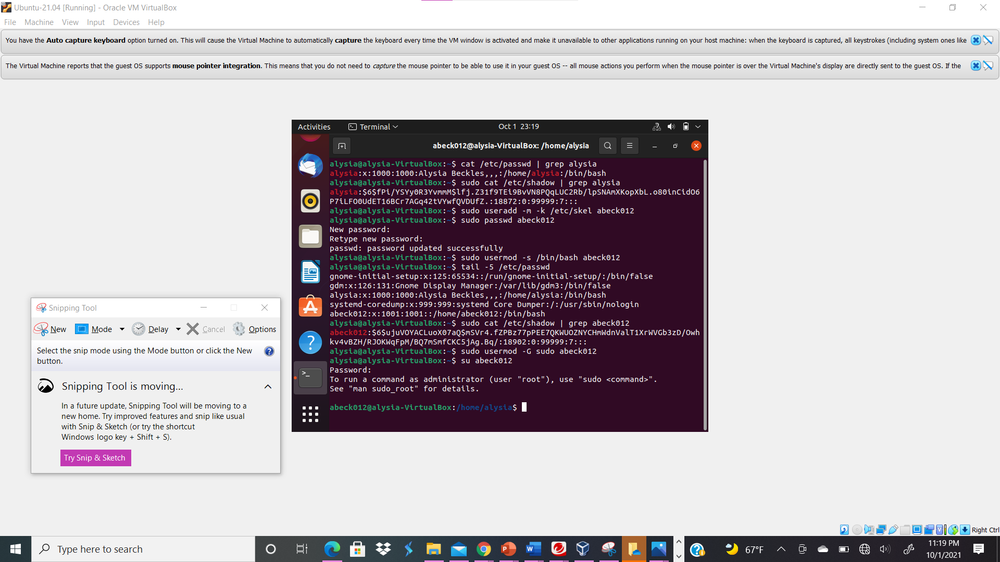 Ubuntu-21.04 [Running] - Oracle VM VirtualBox
File Machine View Input Devices Help
You have the Auto capture keyboard option turned on. This will cause the Virtual Machine to automatically capture the keyboard every time the VM window is activated and make it unavailable to other applications running on your host machine: when the keyboard is captured, all keystrokes (including system ones like
The Virtual Machine reports that the guest OS supports mouse pointer integration. This means that you do not need to capture the mouse pointer to be able to use it in your guest OS -- all mouse actions you perform when the mouse pointer is over the Virtual Machine's display are directly sent to the guest OS. If the
Activities Terminal Oct 1 23:19
abeck012@alysia-VirtualBox: /home/alysia
alysia@alysia-VirtualBox:~$ cat /etc/passwd | grep alysia
alysia:x:1000:1000:Alysia Beckles,,,:/home/alysia:/bin/bash
alysia@alysia-VirtualBox:~$ sudo cat /etc/shadow | grep alysia
alysia:$6$fPi/YSYy0R3YvmmM$lfj.Z31f9TEi9BvVN8PQqLUC2Rb/lpSNAmXKopXbL.o80inCidO6
P7iLFO0UdET16BCr7AGq42tVYwfQVDUfZ.:18872:0:99999:7:::
alysia@alysia-VirtualBox:~$ sudo useradd -m -k /etc/skel abeck012
alysia@alysia-VirtualBox:~$ sudo passwd abeck012
New password:
Retype new password:
passwd: password updated successfully
alysia@alysia-VirtualBox:~$ sudo usermod -s /bin/bash abeck012
alysia@alysia-VirtualBox:~$ tail -5 /etc/passwd
gnome-initial-setup:x:125:65534::/run/gnome-initial-setup/:/bin/false
gdm:x:126:131:Gnome Display Manager:/var/lib/gdm3:/bin/false
alysia:x:1000:1000:Alysia Beckles,,,:/home/alysia:/bin/bash
systemd-coredump:x:999:999:systemd Core Dumper:/:/usr/sbin/nologin
abeck012:x:1001:1001::/home/abeck012:/bin/bash
alysia@alysia-VirtualBox:~$ sudo cat /etc/shadow | grep abeck012
abeck012:$6$ujuVOYACLuoX07aQ$mSVr4.fZPBz77pPEE7QKWUOZNYCHmWdnValT1XrWVGb3zD/Owh
kv4vBZH/RJOKWqFpM/BQ7mSmfCKC5jAg.Bq/:18902:0:99999:7:::
alysia@alysia-VirtualBox:~$ sudo usermod -G sudo abeck012
alysia@alysia-VirtualBox:~$ su abeck012
Password:
To run a command as administrator (user "root"), use "sudo <command>".
See "man sudo_root" for details.
abeck012@alysia-VirtualBox:/home/alysia$
Snipping Tool
New Mode Delay Cancel Options
Select the snip mode using the Mode button or click the New
button.
Snipping Tool is moving...
In a future update, Snipping Tool will be moving to a
new home. Try improved features and snip like usual
with Snip & Sketch (or try the shortcut
Windows logo key + Shift + S).
Try Snip & Sketch
Right Ctrl
Type here to search
67°F
11:19 PM
10/1/2021